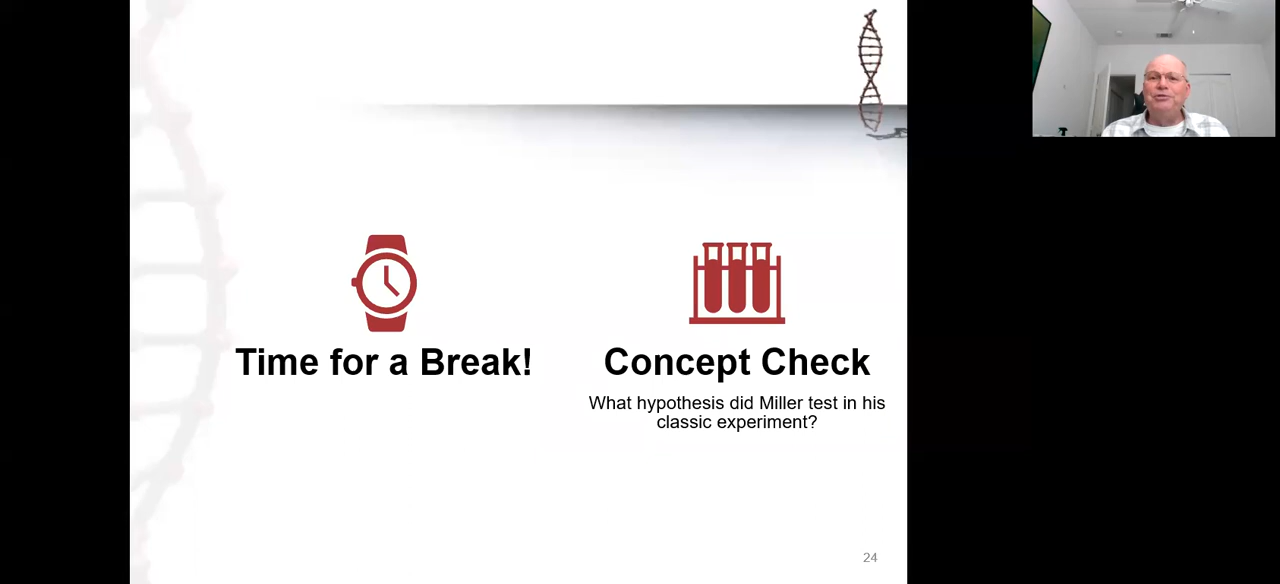 Time for a Break!
Concept Check
What hypothesis did Miller test in his
classic experiment?
24